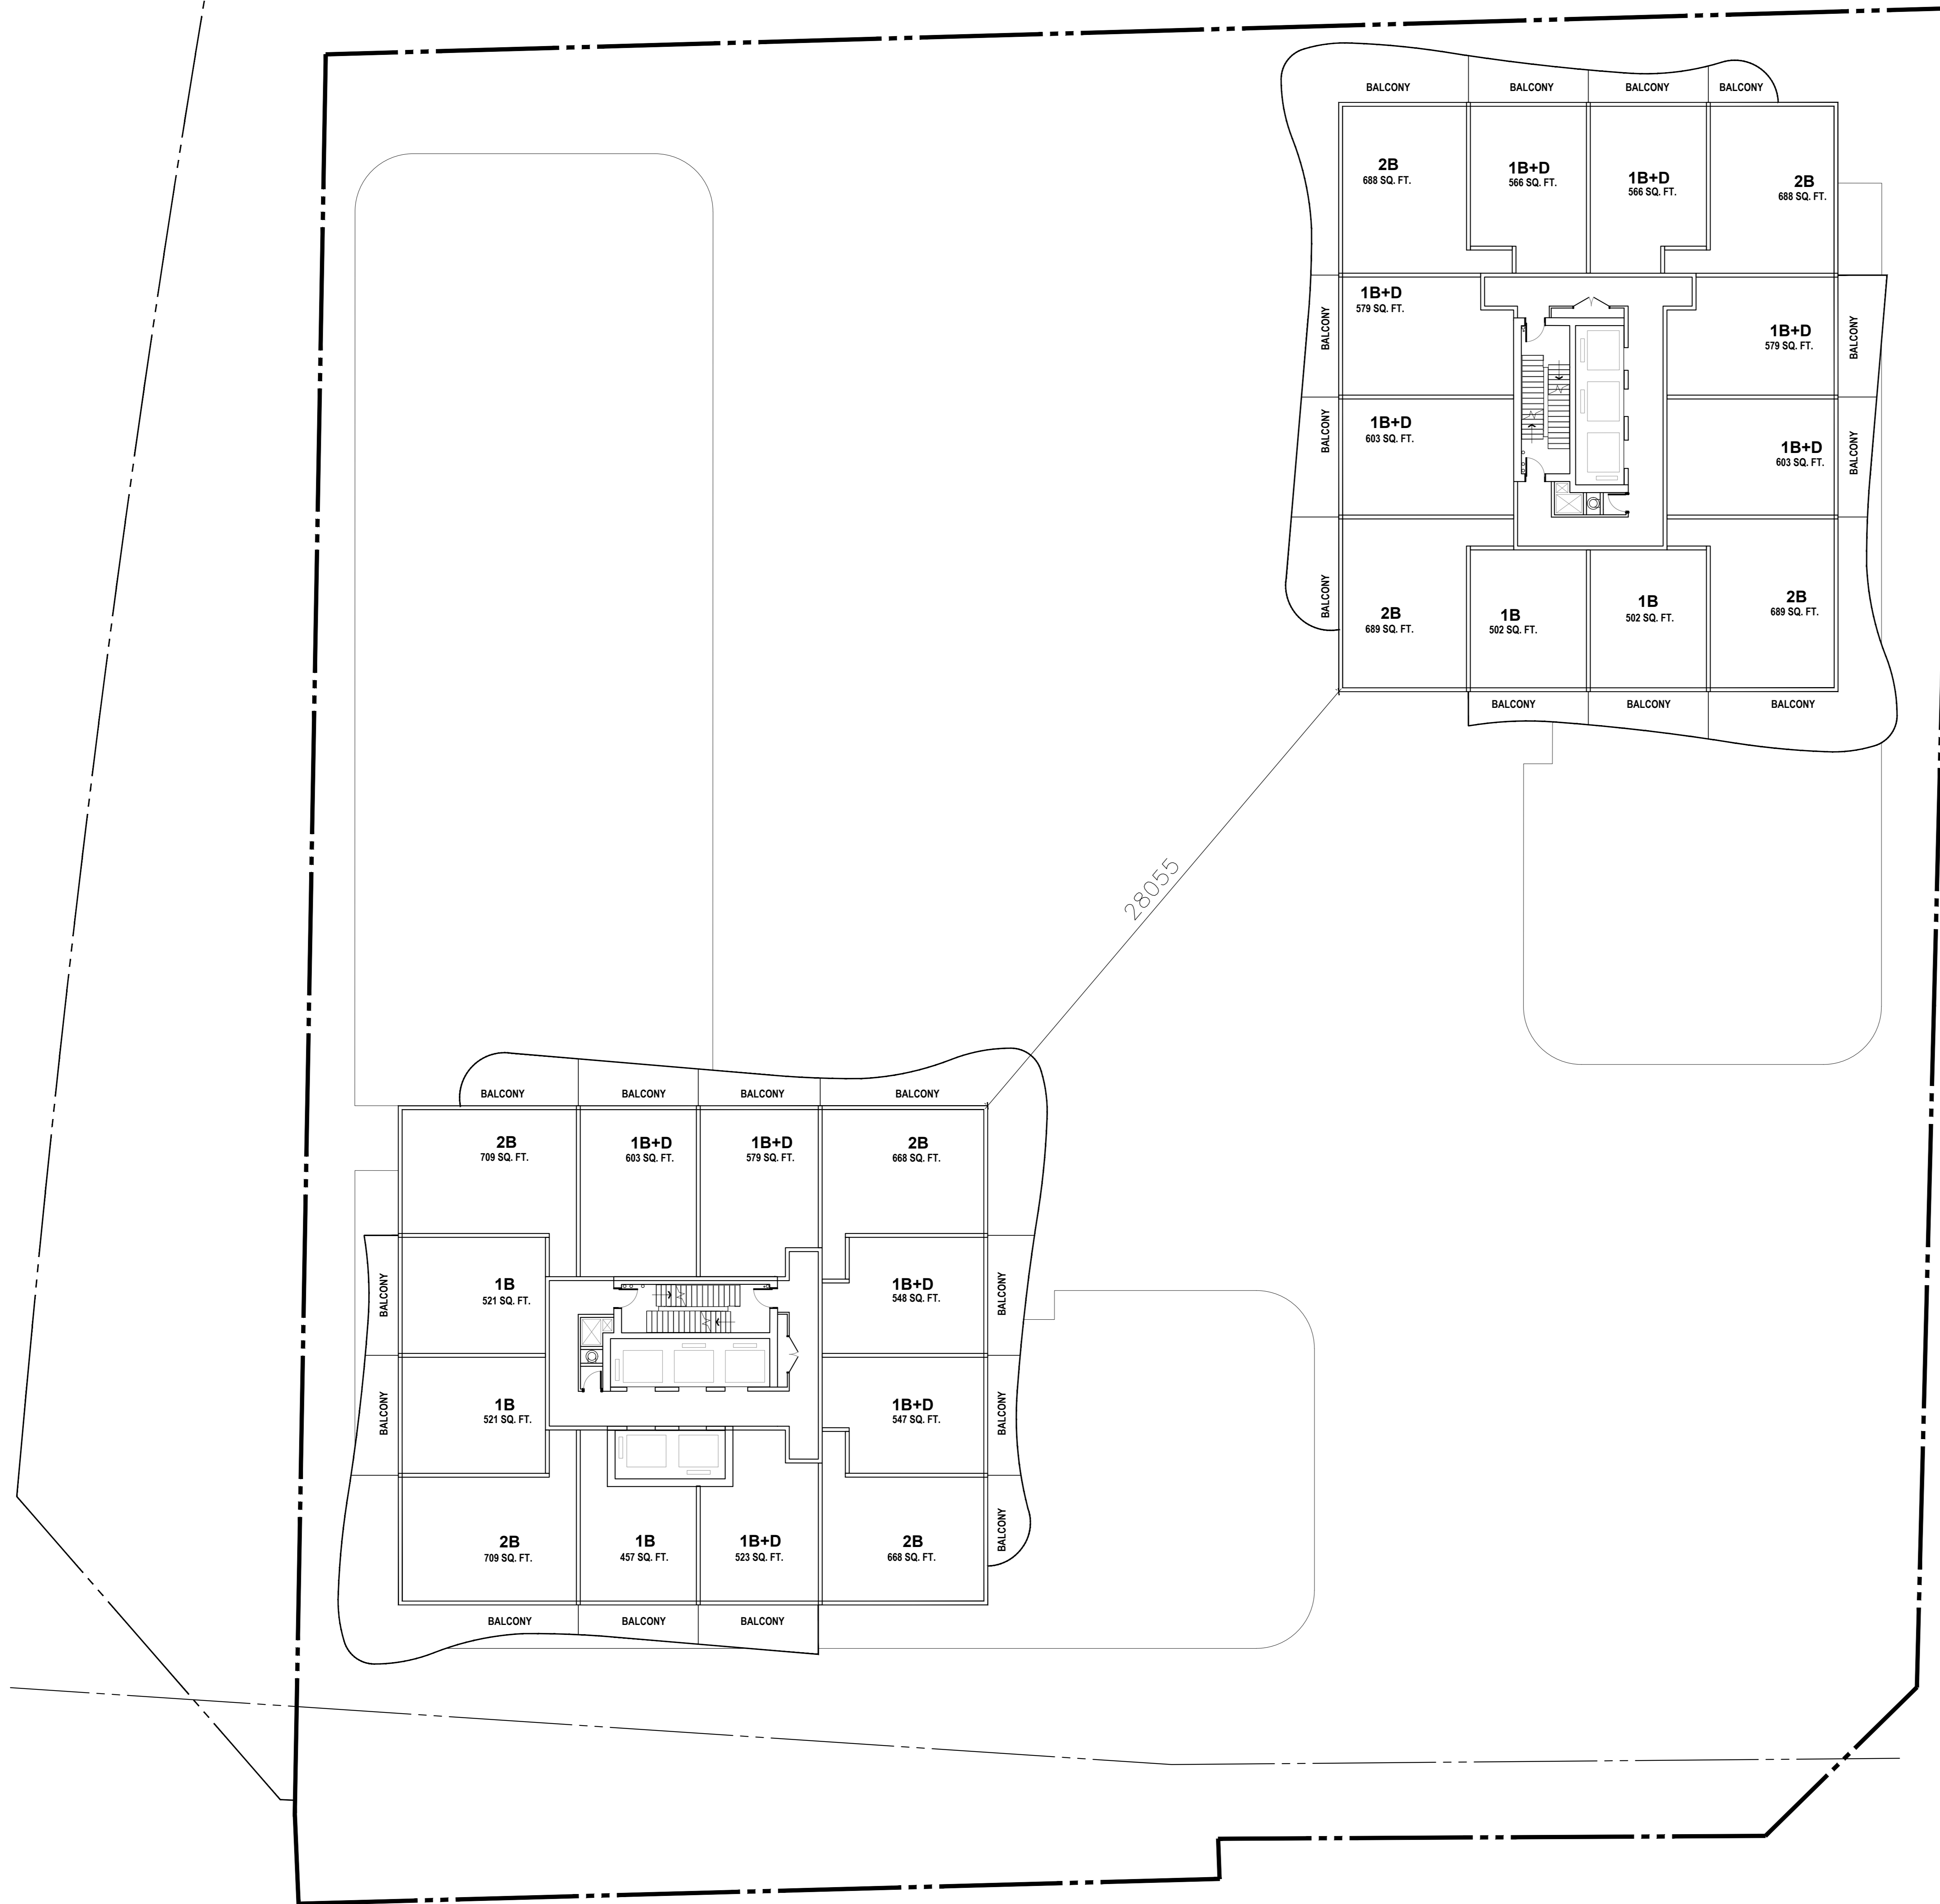 BALCONY
BALCONY
BALCONY
BALCONY
2B
688 SQ. FT.
1B+D
566 SQ. FT.
1B+D
566 SQ. FT.
2B
688 SQ. FT.
BALCONY
1B+D
579 SQ. FT.
1B+D
579 SQ. FT.
BALCONY
BALCONY
1B+D
603 SQ. FT.
1B+D
603 SQ. FT.
BALCONY
BALCONY
2B
689 SQ. FT.
1B
502 SQ. FT.
1B
502 SQ. FT.
2B
689 SQ. FT.
BALCONY
BALCONY
BALCONY
28055
BALCONY
BALCONY
BALCONY
BALCONY
2B
709 SQ. FT.
1B+D
603 SQ. FT.
1B+D
579 SQ. FT.
2B
668 SQ. FT.
BALCONY
1B
521 SQ. FT.
1B+D
548 SQ. FT.
BALCONY
BALCONY
1B
521 SQ. FT.
1B+D
547 SQ. FT.
BALCONY
2B
709 SQ. FT.
1B
457 SQ. FT.
1B+D
523 SQ. FT.
2B
668 SQ. FT.
BALCONY
BALCONY
BALCONY
BALCONY